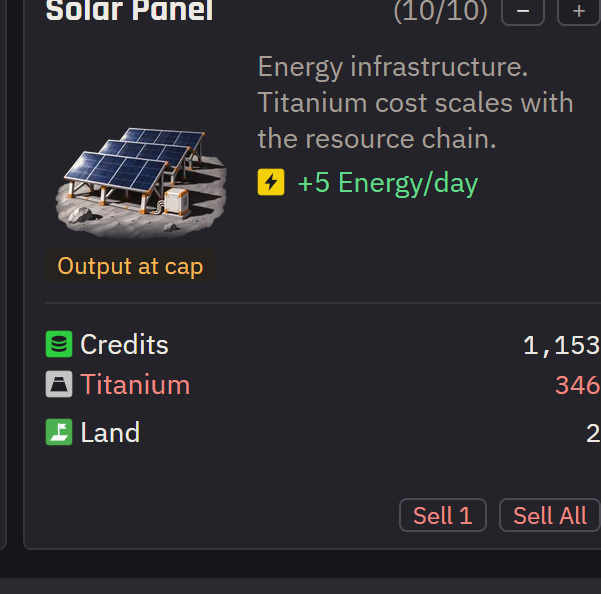 Solar Panel (10/10) − +
Energy infrastructure.
Titanium cost scales with
the resource chain.
+5 Energy/day
Output at cap
Credits 1,153
Titanium 346
Land 2
Sell 1 Sell All